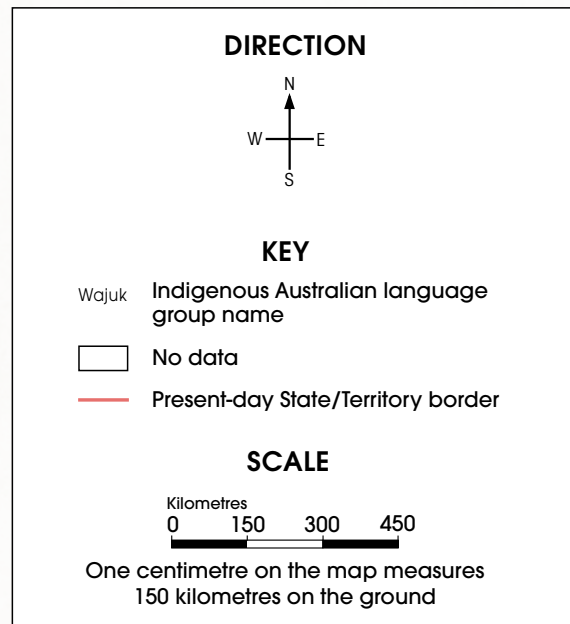 DIRECTION
N
W E
S
KEY
Wajuk Indigenous Australian language
group name
No data
Present-day State/Territory border
SCALE
Kilometres
0 150 300 450
One centimetre on the map measures
150 kilometres on the ground